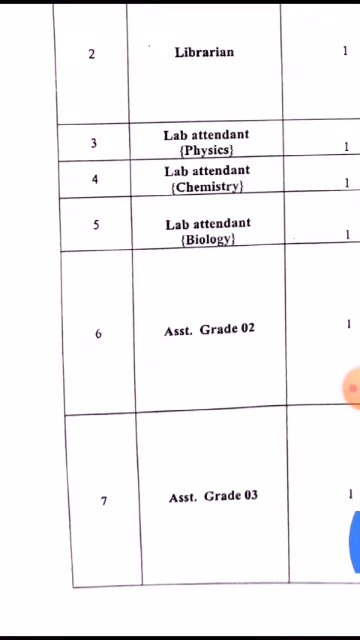 2 Librarian 1
3 Lab attendant {Physics} 1
4 Lab attendant {Chemistry} 1
5 Lab attendant {Biology} 1
6 Asst. Grade 02 1
7 Asst. Grade 03 1